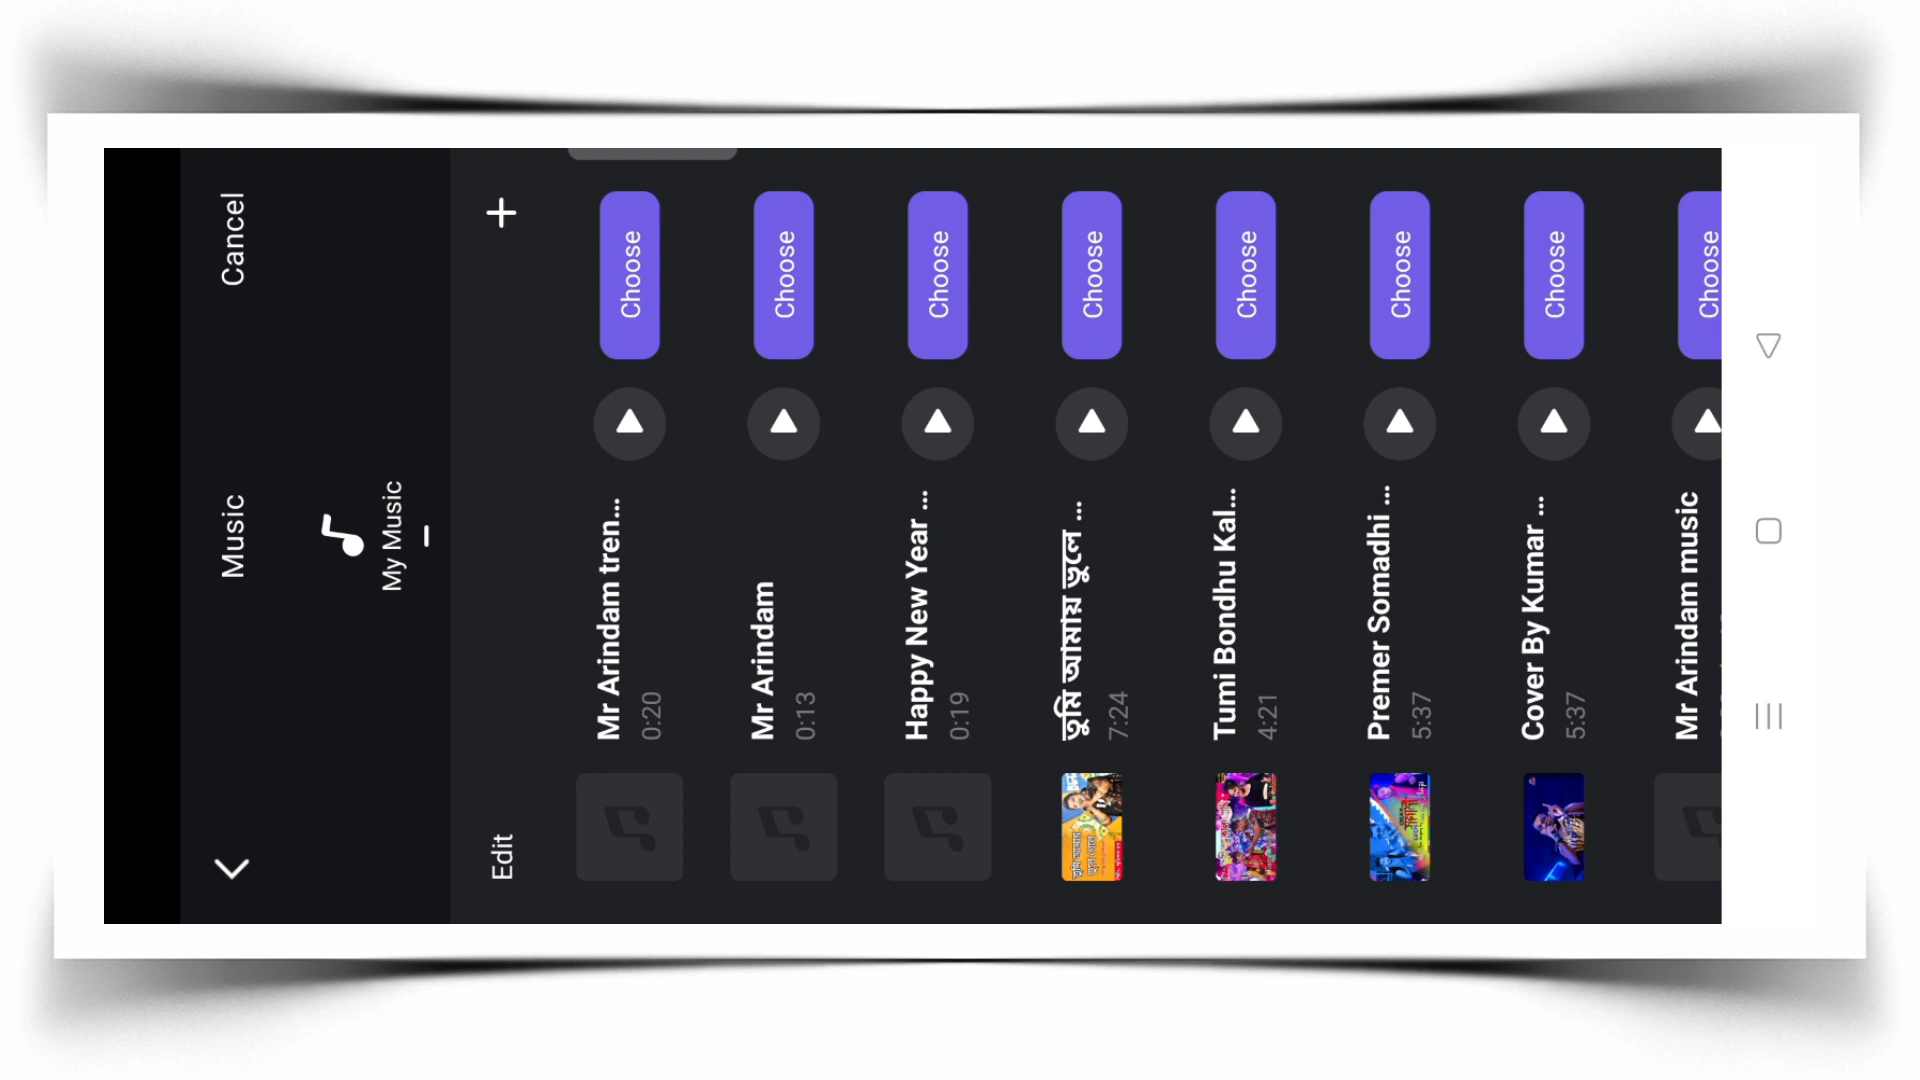 Music
Cancel
My Music
Edit
Mr Arindam tren...
0:20
Choose
Mr Arindam
0:13
Choose
Happy New Year ...
0:19
Choose
তুমি আমায় ভুলে ...
7:24
Choose
Tumi Bondhu Kal...
4:21
Choose
Premer Somadhi ...
5:37
Choose
Cover By Kumar ...
5:37
Choose
Mr Arindam music
Choose